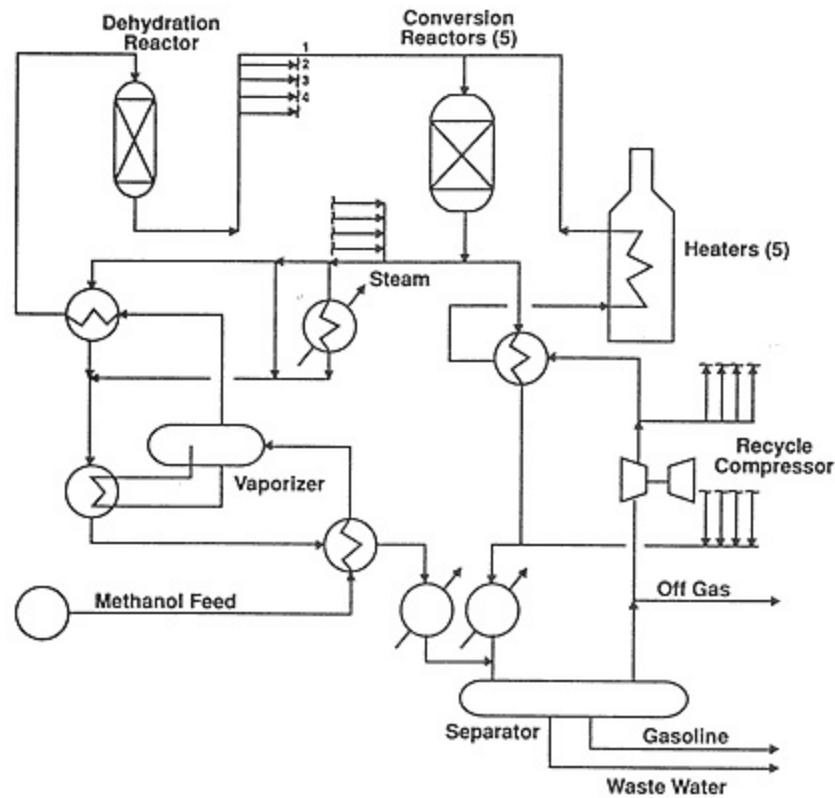 Dehydration
Reactor
Conversion
Reactors (5)
1
2
3
4
Heaters (5)
Steam
Vaporizer
Recycle
Compressor
Methanol Feed
Off Gas
Separator
Gasoline
Waste Water